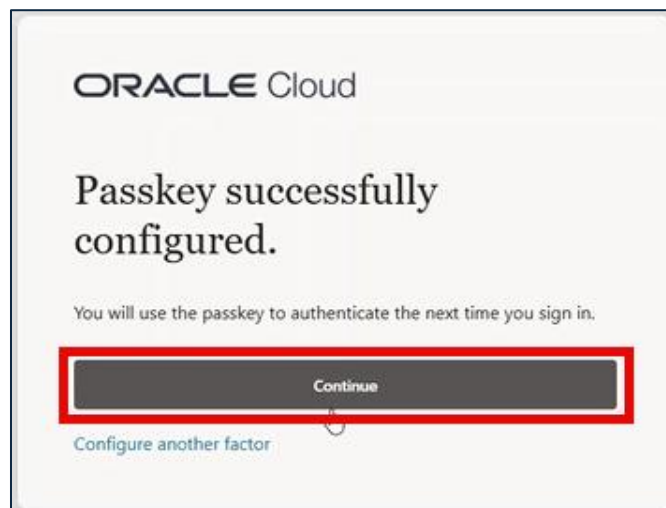 ORACLE Cloud
Passkey successfully
configured.
You will use the passkey to authenticate the next time you sign in.
Continue
Configure another factor